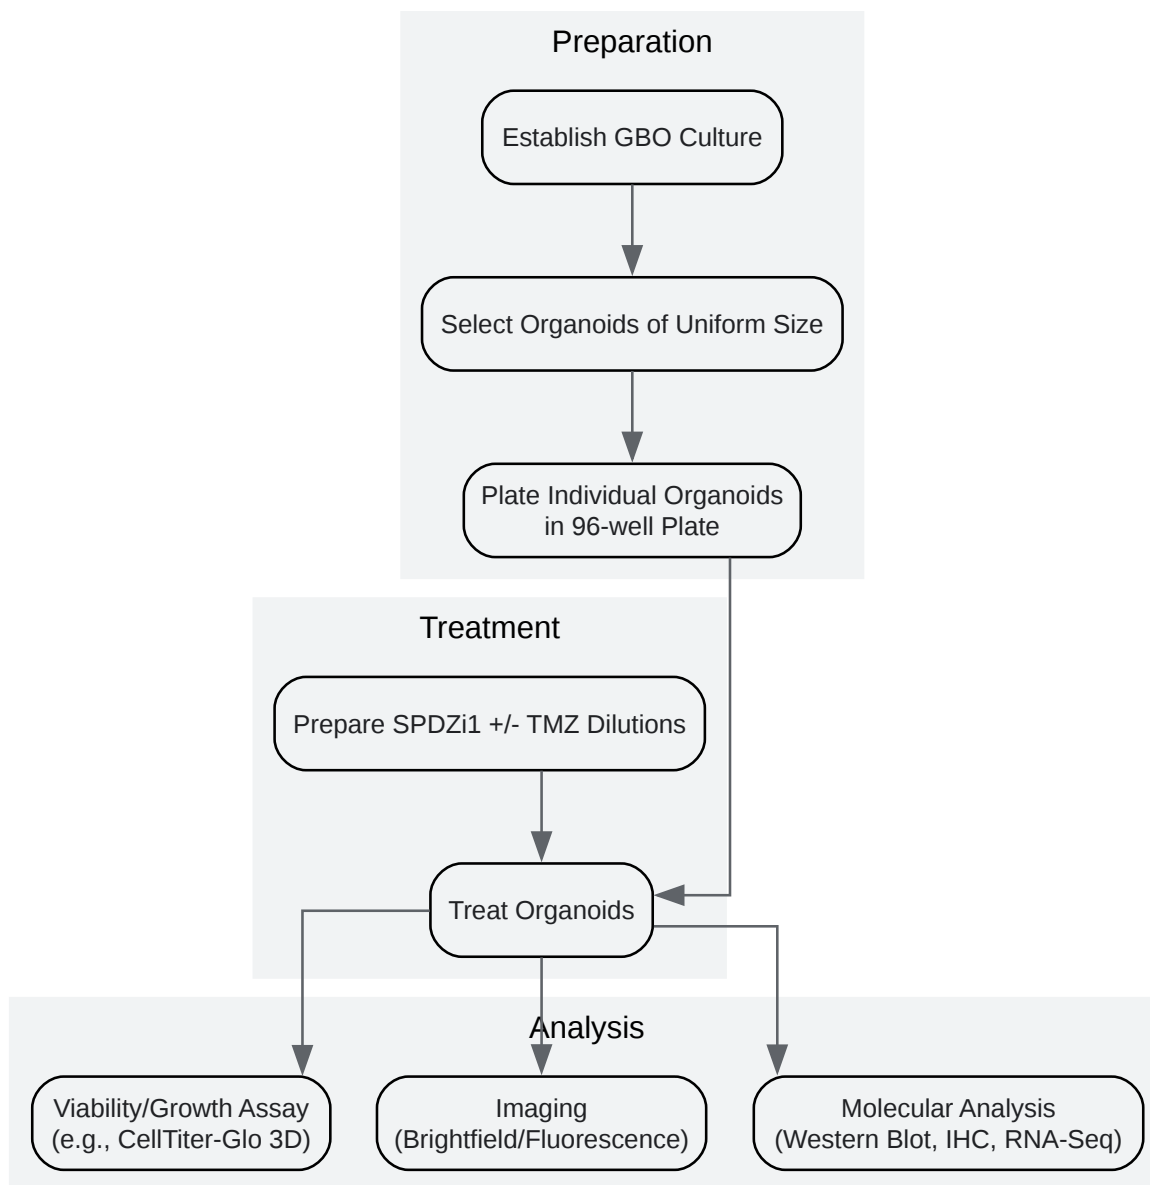 Preparation
Establish GBO Culture
Select Organoids of Uniform Size
Plate Individual Organoids
in 96-well Plate
Treatment
Prepare SPDZi1 +/- TMZ Dilutions
Treat Organoids
Analysis
Viability/Growth Assay
(e.g., CellTiter-Glo 3D)
Imaging
(Brightfield/Fluorescence)
Molecular Analysis
(Western Blot, IHC, RNA-Seq)